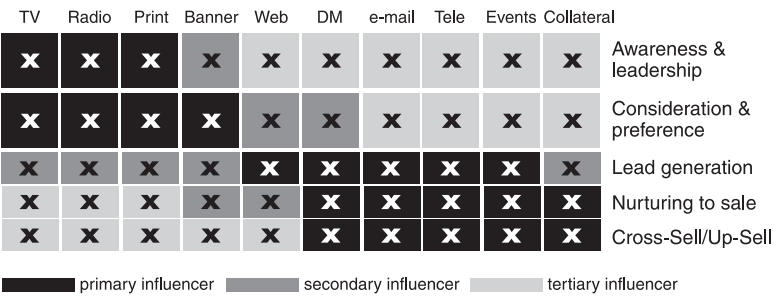 TV Radio Print Banner Web DM e-mail Tele Events Collateral
X X X X X X X X X X Awareness &
leadership
X X X X X X X X X X Consideration &
preference
X X X X X X X X X X Lead generation
X X X X X X X X X X Nurturing to sale
X X X X X X X X X X Cross-Sell/Up-Sell
primary influencer secondary influencer tertiary influencer